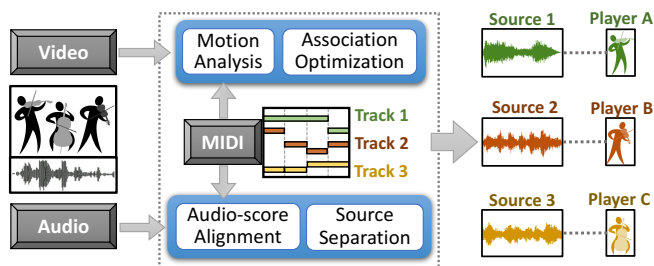 Video
Audio
Motion
Analysis
Association
Optimization
MIDI
Track 1
Track 2
Track 3
Audio-score
Alignment
Source
Separation
Source 1
Player A
Source 2
Player B
Source 3
Player C